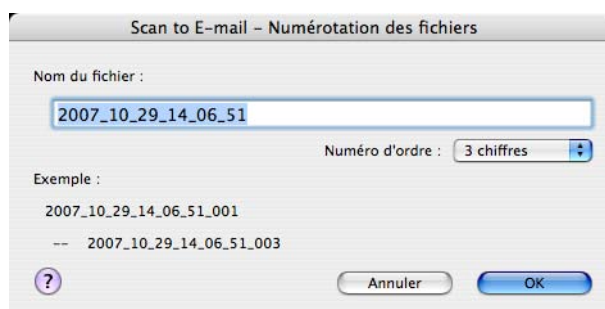 Scan to E-mail – Numérotation des fichiers
Nom du fichier :
2007_10_29_14_06_51
Numéro d'ordre : 3 chiffres
Exemple :
2007_10_29_14_06_51_001
-- 2007_10_29_14_06_51_003
? Annuler OK